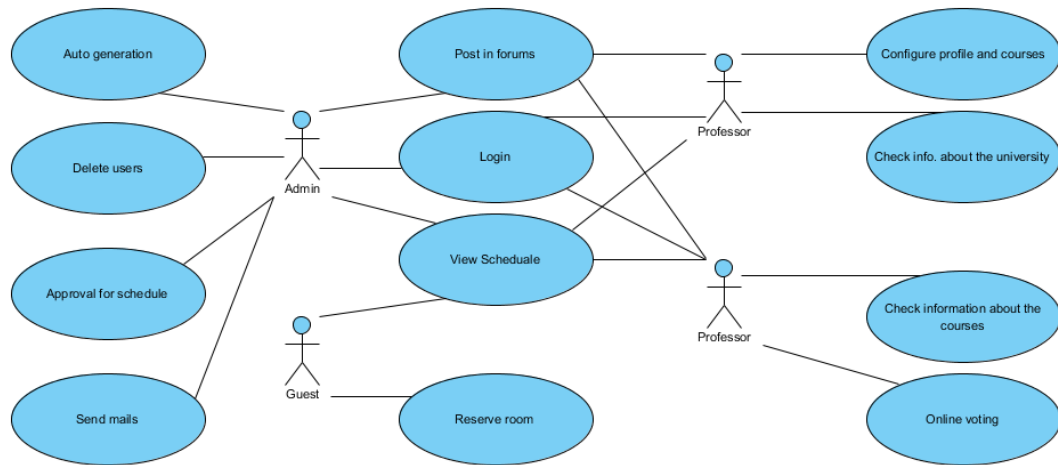 Auto generation
Post in forums
Configure profile and courses
Professor
Delete users
Login
Check info. about the university
Admin
View Scheduale
Approval for schedule
Check information about the
courses
Professor
Guest
Send mails
Reserve room
Online voting